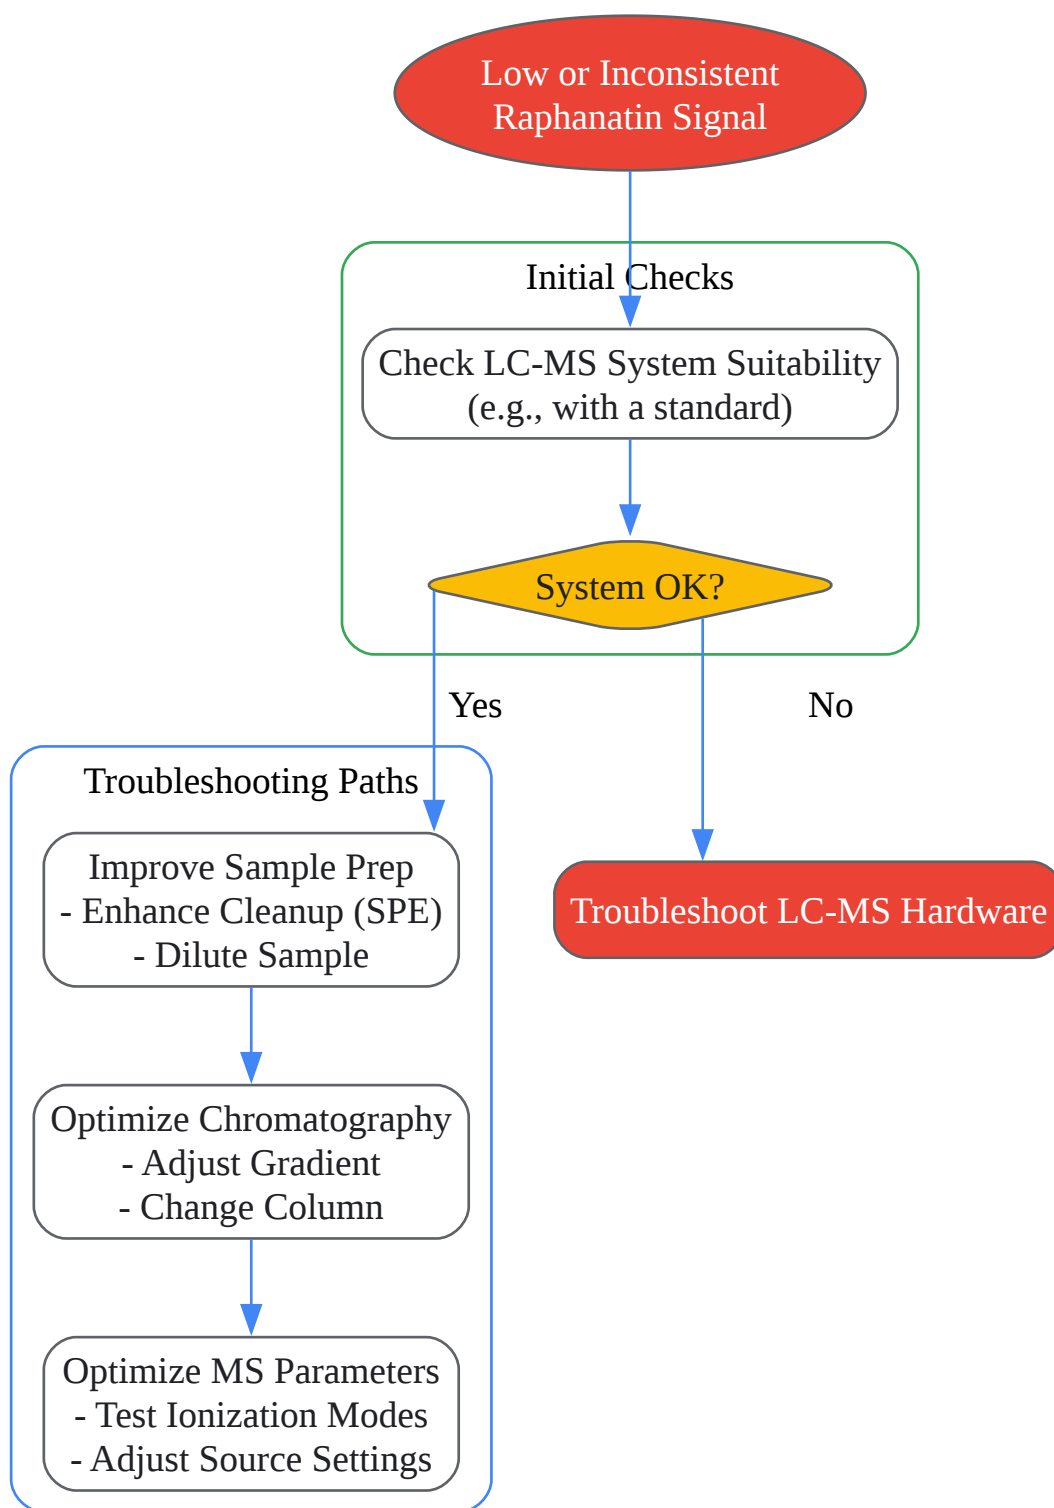 Low or Inconsistent
Raphanatin Signal
Initial Checks
Check LC-MS System Suitability
(e.g., with a standard)
System OK?
Yes
No
Troubleshooting Paths
Improve Sample Prep
- Enhance Cleanup (SPE)
- Dilute Sample
Troubleshoot LC-MS Hardware
Optimize Chromatography
- Adjust Gradient
- Change Column
Optimize MS Parameters
- Test Ionization Modes
- Adjust Source Settings